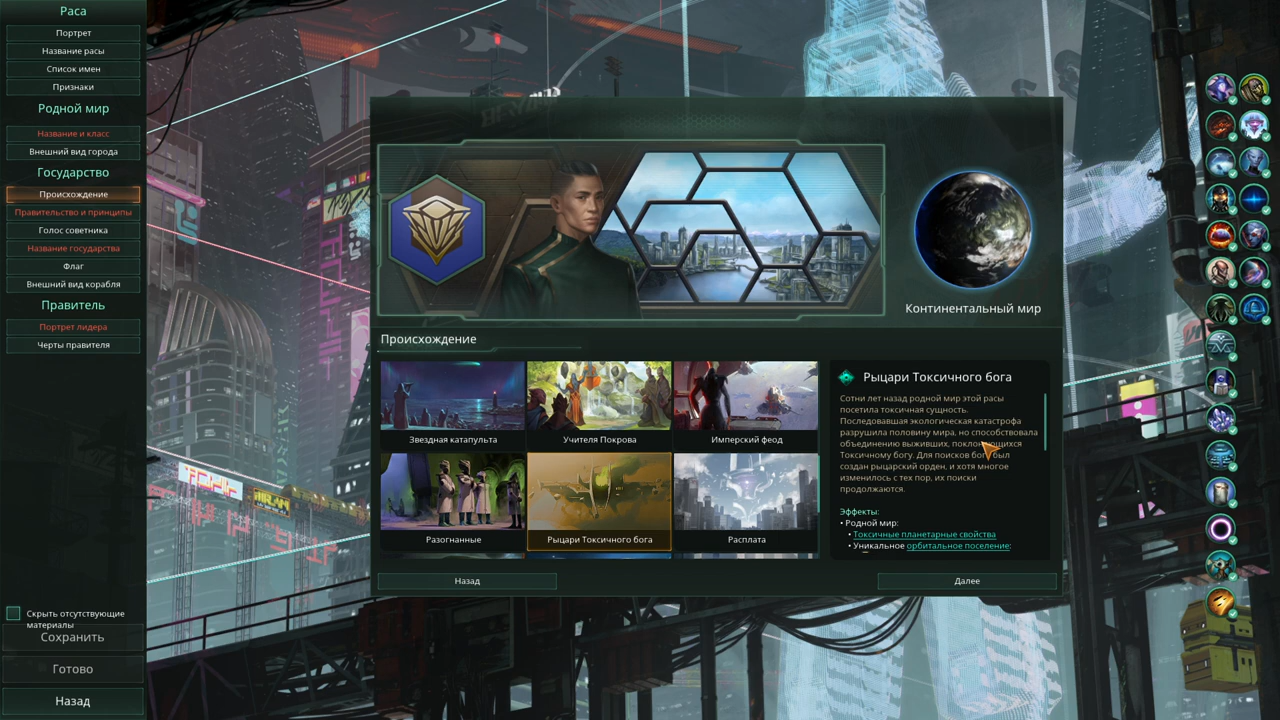 Раса
Портрет
Название расы
Список имен
Признаки
Родной мир
Название и класс
Внешний вид города
Государство
Происхождение
Правительство и принципы
Голос советника
Название государства
Флаг
Внешний вид корабля
Правитель
Портрет лидера
Черты правителя
Скрыть отсутствующие
материалы
Сохранить
Готово
Назад
Континентальный мир
Происхождение
Звездная катапульта
Учителя Покрова
Имперский феод
Разогнанные
Рыцари Токсичного бога
Расплата
Рыцари Токсичного бога
Сотни лет назад родной мир этой расы
посетила токсичная сущность.
Последовавшая экологическая катастрофа
разрушила половину мира, но способствовала
объединению выживших, поклоняющихся
Токсичному богу. Для поисков бога был
создан рыцарский орден, и хотя многое
изменилось с тех пор, их поиски
продолжаются.
Эффекты:
• Родной мир:
• Токсичные планетарные свойства
• Уникальное орбитальное поселение:
Назад
Далее